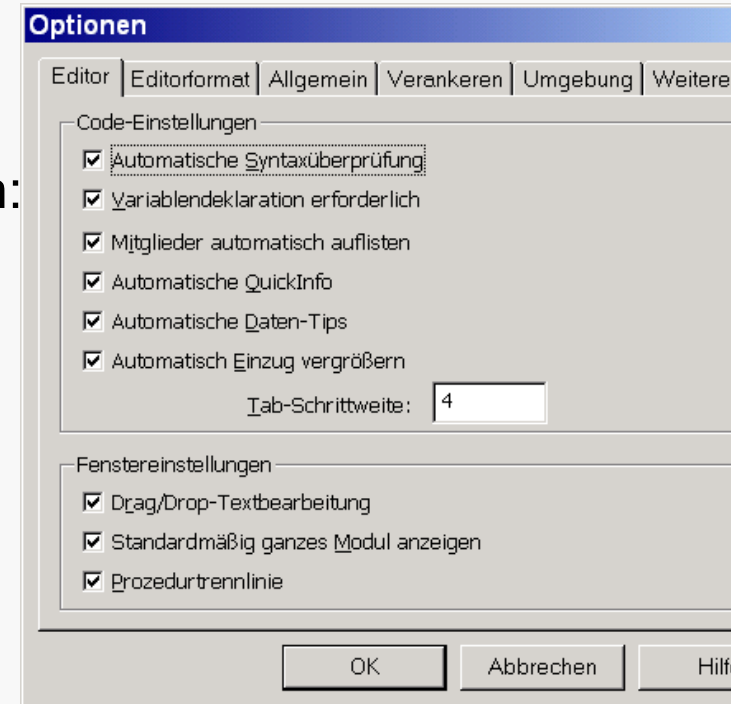 Optionen
Editor Editorformat Allgemein Verankeren Umgebung Weitere
n:
Code-Einstellungen
Automatische Syntaxüberprüfung
Variablendeklaration erforderlich
Mitglieder automatisch auflisten
Automatische QuickInfo
Automatische Daten-Tips
Automatisch Einzug vergrößern
Tab-Schrittweite: 4
Fenstereinstellungen
Drag/Drop-Textbearbeitung
Standardmäßig ganzes Modul anzeigen
Prozedurtrennlinie
OK Abbrechen Hilf